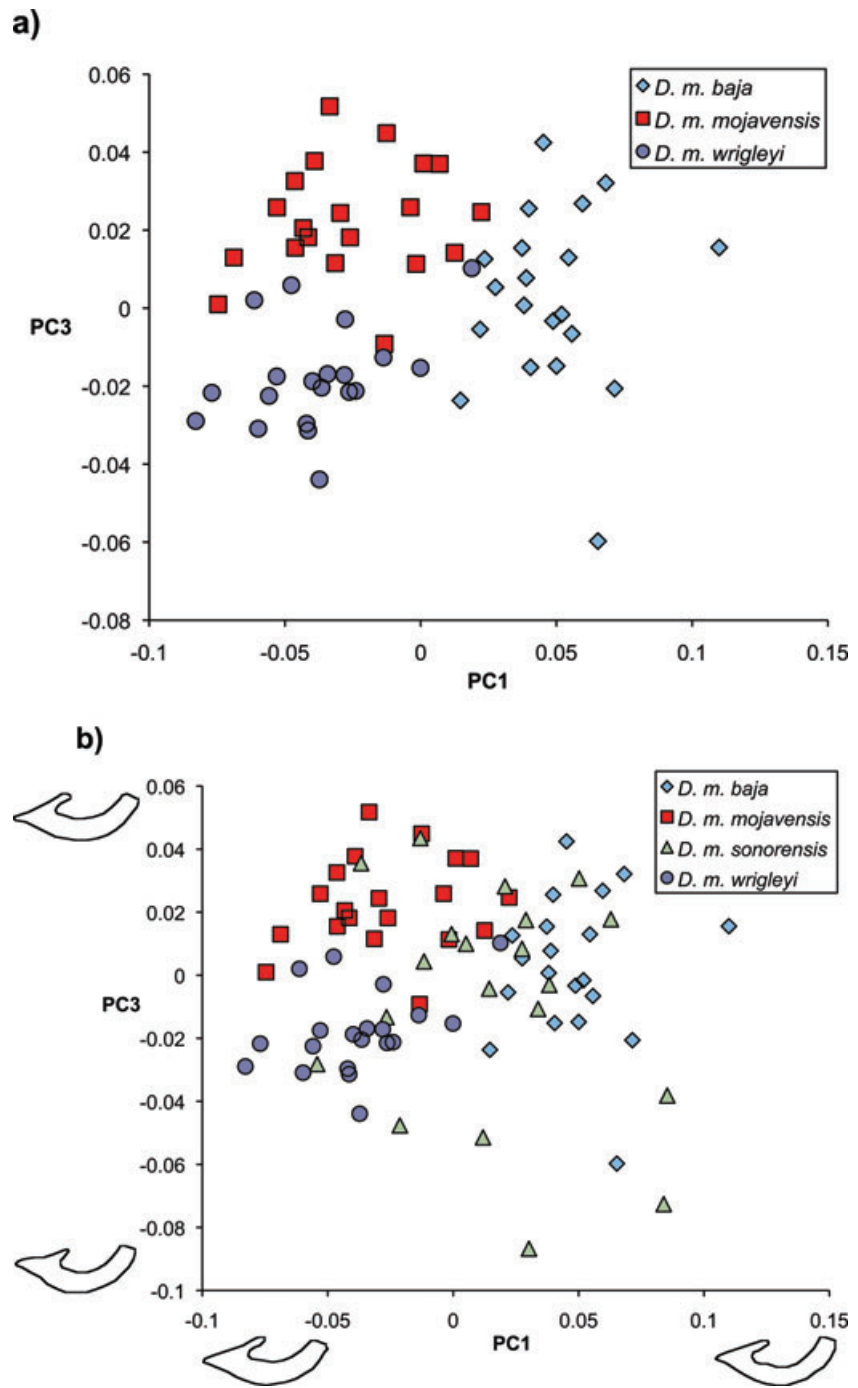 a)
D. m. baja
D. m. mojavensis
D. m. wrigleyi
0.06
0.04
0.02
0
-0.02
-0.04
-0.06
-0.08
PC3
-0.1 -0.05 0 0.05 0.1 0.15
PC1
b)
D. m. baja
D. m. mojavensis
D. m. sonorensis
D. m. wrigleyi
0.06
0.04
0.02
0
-0.02
-0.04
-0.06
-0.08
-0.1
PC3
-0.1 -0.05 0 0.05 0.1 0.15
PC1